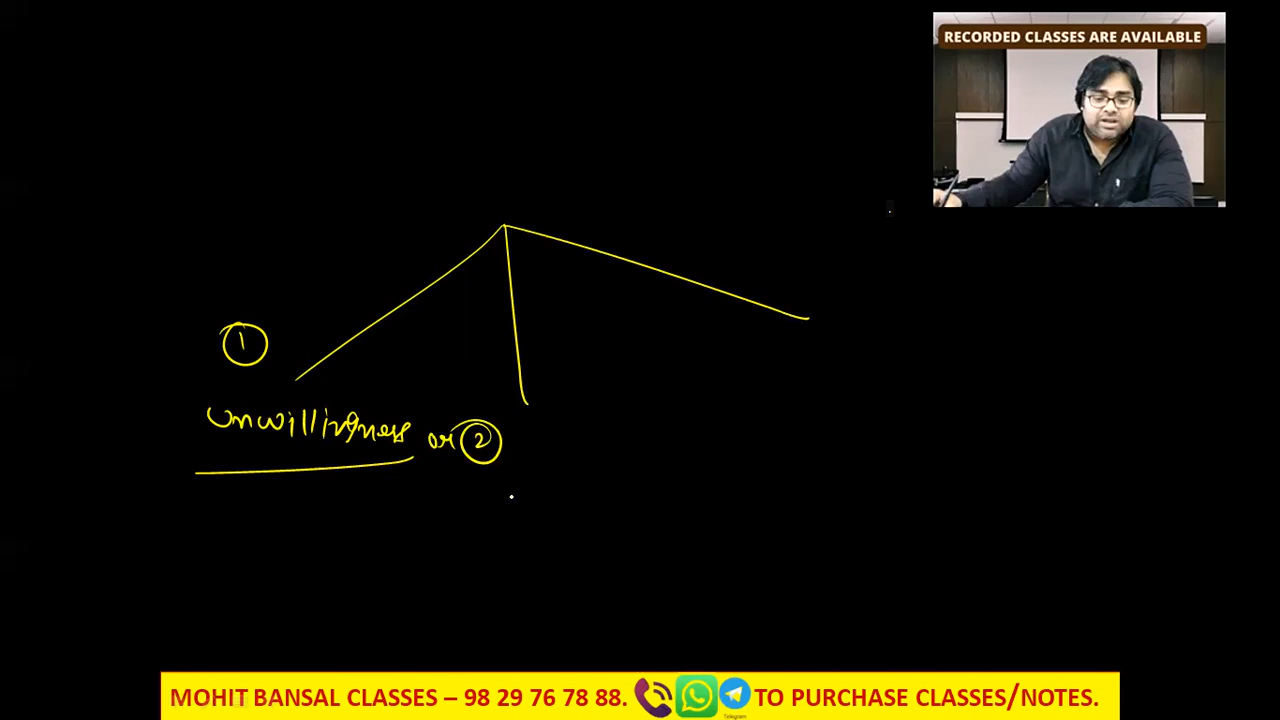 RECORDED CLASSES ARE AVAILABLE
1
unwillingness or 2
MOHIT BANSAL CLASSES – 98 29 76 78 88. TO PURCHASE CLASSES/NOTES.
Telegram